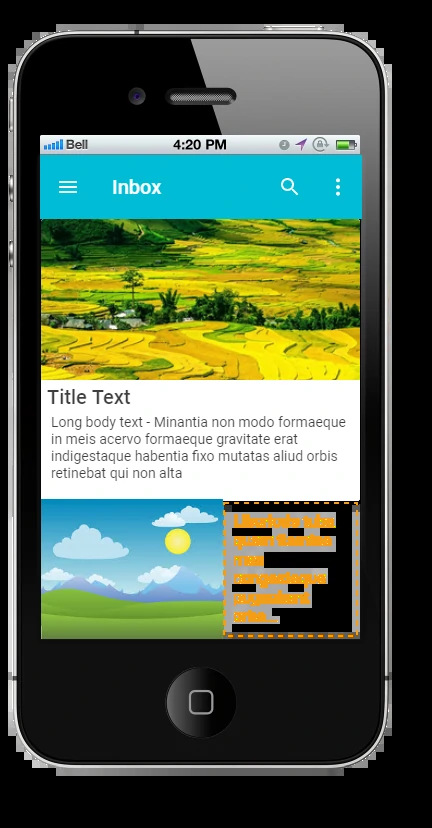 Bell
4:20 PM
Inbox
Title Text
Long body text - Minantia non modo formaeque
in meis acervo formaeque gravitate erat
indigestaque habentia fixo mutatas aliud orbis
retinebat qui non alta